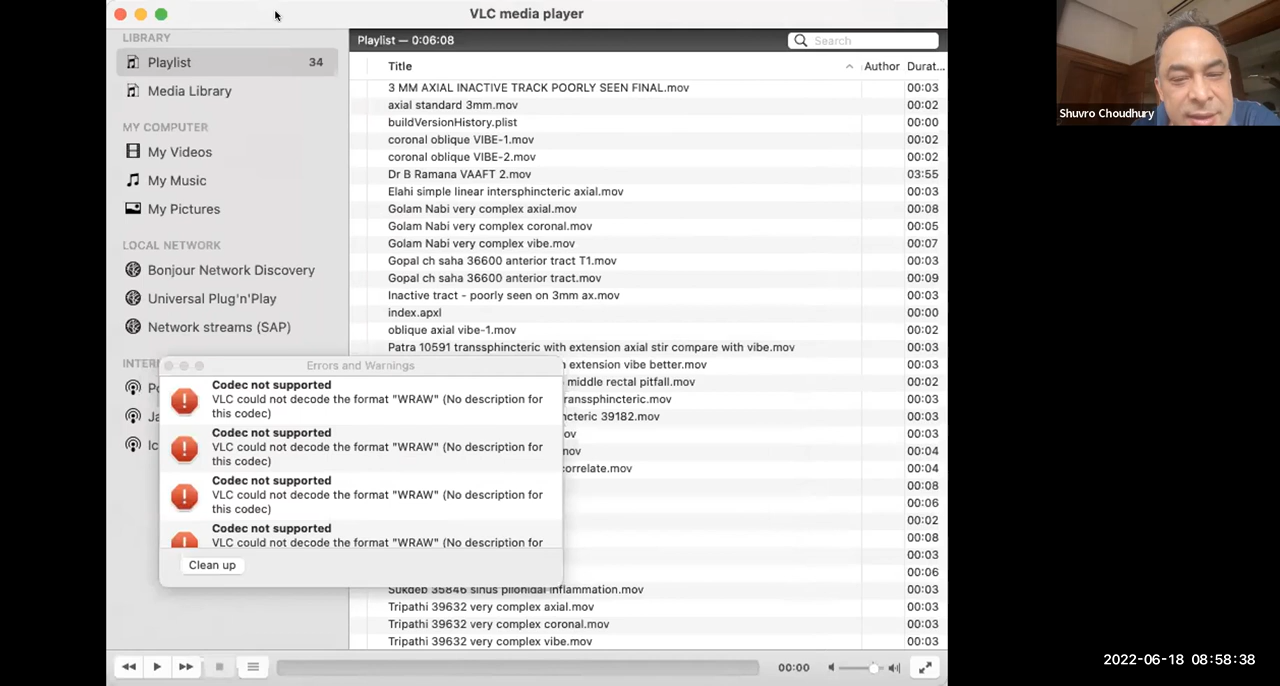 VLC media player
LIBRARY
Playlist 34
Media Library
MY COMPUTER
My Videos
My Music
My Pictures
LOCAL NETWORK
Bonjour Network Discovery
Universal Plug'n'Play
Network streams (SAP)
INTER
Po
Ja
Ic
Playlist — 0:06:08
Search
Title Author Durat...
3 MM AXIAL INACTIVE TRACK POORLY SEEN FINAL.mov 00:03
axial standard 3mm.mov 00:02
buildVersionHistory.plist 00:00
coronal oblique VIBE-1.mov 00:02
coronal oblique VIBE-2.mov 00:02
Dr B Ramana VAAFT 2.mov 03:55
Elahi simple linear intersphincteric axial.mov 00:03
Golam Nabi very complex axial.mov 00:08
Golam Nabi very complex coronal.mov 00:05
Golam Nabi very complex vibe.mov 00:07
Gopal ch saha 36600 anterior tract T1.mov 00:03
Gopal ch saha 36600 anterior tract.mov 00:09
Inactive tract - poorly seen on 3mm ax.mov 00:03
index.apxl 00:00
oblique axial vibe-1.mov 00:02
Patra 10591 transsphincteric with extension axial stir compare with vibe.mov 00:03
extension vibe better.mov 00:03
middle rectal pitfall.mov 00:02
ranssphincteric.mov 00:03
ncteric 39182.mov 00:03
ov 00:03
nov 00:04
correlate.mov 00:04
00:08
00:06
00:02
00:08
00:03
00:06
Sukdeb 35846 sinus pilonidal inflammation.mov 00:03
Tripathi 39632 very complex axial.mov 00:03
Tripathi 39632 very complex coronal.mov 00:03
Tripathi 39632 very complex vibe.mov 00:03
Errors and Warnings
Codec not supported
VLC could not decode the format "WRAW" (No description for
this codec)
Codec not supported
VLC could not decode the format "WRAW" (No description for
this codec)
Codec not supported
VLC could not decode the format "WRAW" (No description for
this codec)
Codec not supported
VLC could not decode the format "WRAW" (No description for
Clean up
00:00
Shuvro Choudhury
2022-06-18 08:58:38